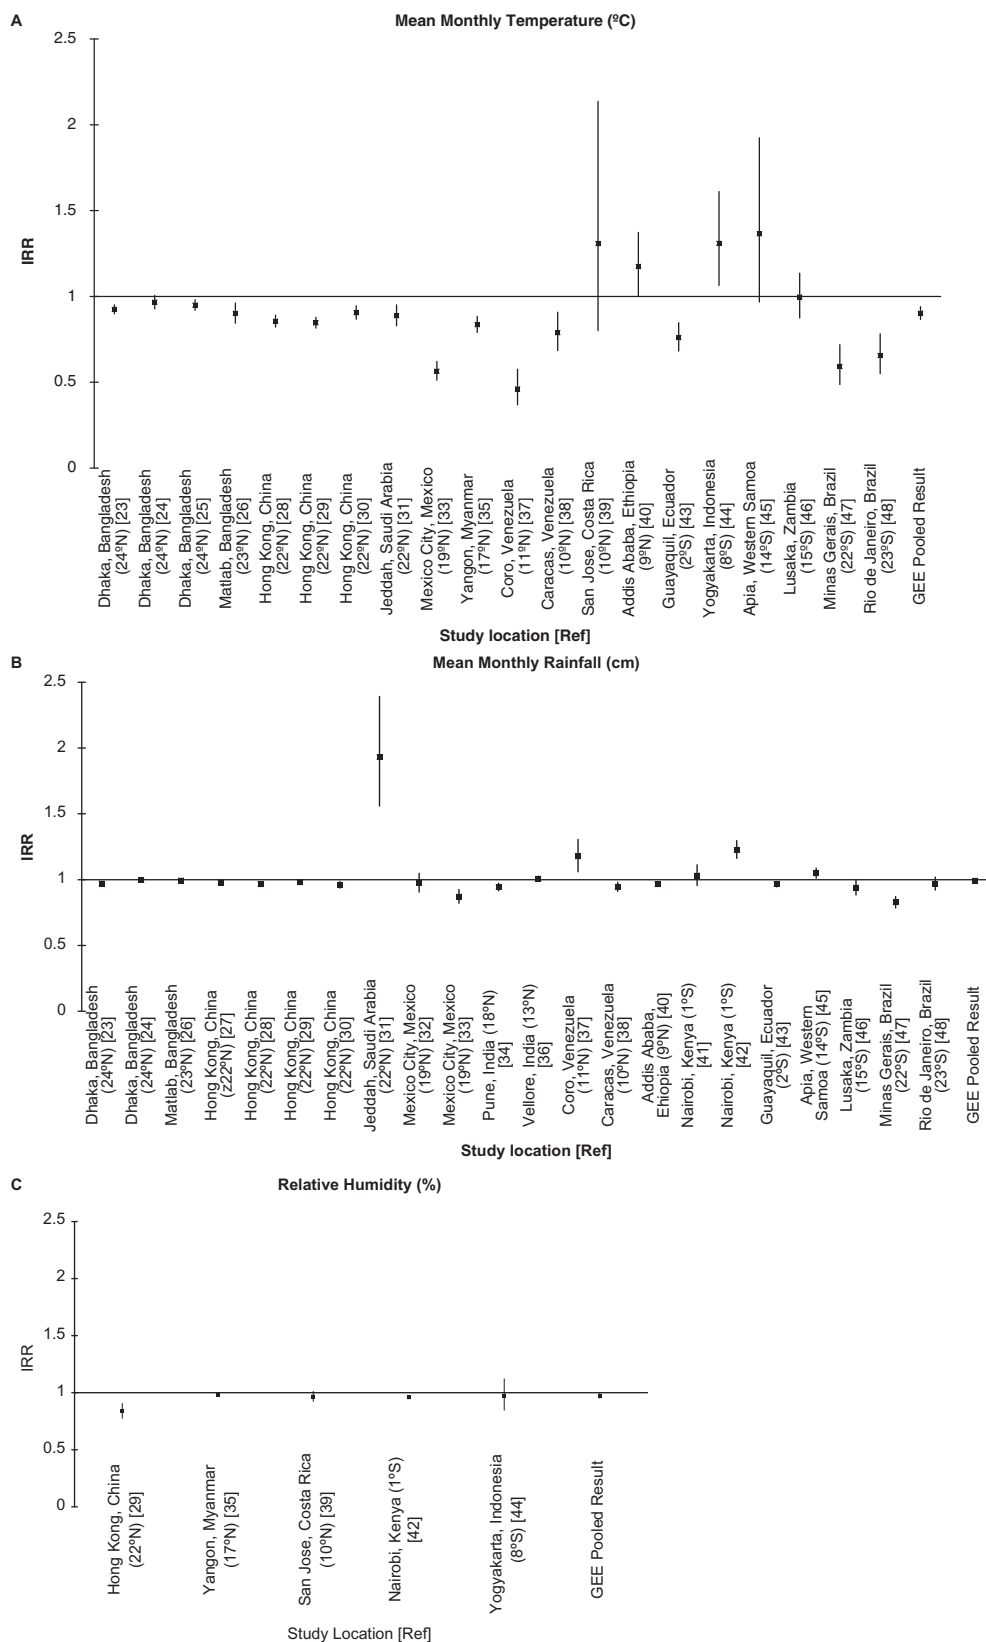 A
Mean Monthly Temperature (ºC)
2.5
2
1.5
1
0.5
0
IRR
Dhaka, Bangladesh
(24ºN) [23]
Dhaka, Bangladesh
(24ºN) [24]
Dhaka, Bangladesh
(24ºN) [25]
Matlab, Bangladesh
(23ºN) [26]
Hong Kong, China
(22ºN) [28]
Hong Kong, China
(22ºN) [29]
Hong Kong, China
(22ºN) [30]
Jeddah, Saudi Arabia
(22ºN) [31]
Mexico City, Mexico
(19ºN) [33]
Yangon, Myanmar
(17ºN) [35]
Coro, Venezuela
(11ºN) [37]
Caracas, Venezuela
(10ºN) [38]
San Jose, Costa Rica
(10ºN) [39]
Addis Ababa, Ethiopia
(9ºN) [40]
Guayaquil, Ecuador
(2ºS) [43]
Yogyakarta, Indonesia
(8ºS) [44]
Apia, Western Samoa
(14ºS) [45]
Lusaka, Zambia
(15ºS) [46]
Minas Gerais, Brazil
(22ºS) [47]
Rio de Janeiro, Brazil
(23ºS) [48]
GEE Pooled Result
Study location [Ref]
B
Mean Monthly Rainfall (cm)
2.5
2
1.5
1
0.5
0
IRR
Dhaka, Bangladesh
(24ºN) [23]
Dhaka, Bangladesh
(24ºN) [24]
Matlab, Bangladesh
(23ºN) [26]
Hong Kong, China
(222ºN) [27]
Hong Kong, China
(22ºN) [28]
Hong Kong, China
(22ºN) [29]
Hong Kong, China
(22ºN) [30]
Jeddah, Saudi Arabia
(22ºN) [31]
Mexico City, Mexico
(19ºN) [32]
Mexico City, Mexico
(19ºN) [33]
Pune, India (18ºN)
[34]
Vellore, India (13ºN)
[36]
Coro, Venezuela
(11ºN) [37]
Caracas, Venezuela
(10ºN) [38]
Addis Ababa,
Ehiopia (9ºN) [40]
Nairobi, Kenya (1ºS)
[41]
Nairobi, Kenya (1ºS)
[42]
Guayaquil, Ecuador
(2ºS) [43]
Apia, Western
Samoa (14ºS) [45]
Lusaka, Zambia
(15ºS) [46]
Minas Gerais, Brazil
(22ºS) [47]
Rio de Janeiro, Brazil
(23ºS) [48]
GEE Pooled Result
Study location [Ref]
C
Relative Humidity (%)
2.5
2
1.5
1
0.5
0
IRR
Hong Kong, China
(22ºN) [29]
Yangon, Myanmar
(17ºN) [35]
San Jose, Costa Rica
(10ºN) [39]
Nairobi, Kenya (1ºS)
[42]
Yogyakarta, Indonesia
(8ºS) [44]
GEE Pooled Result
Study Location [Ref]